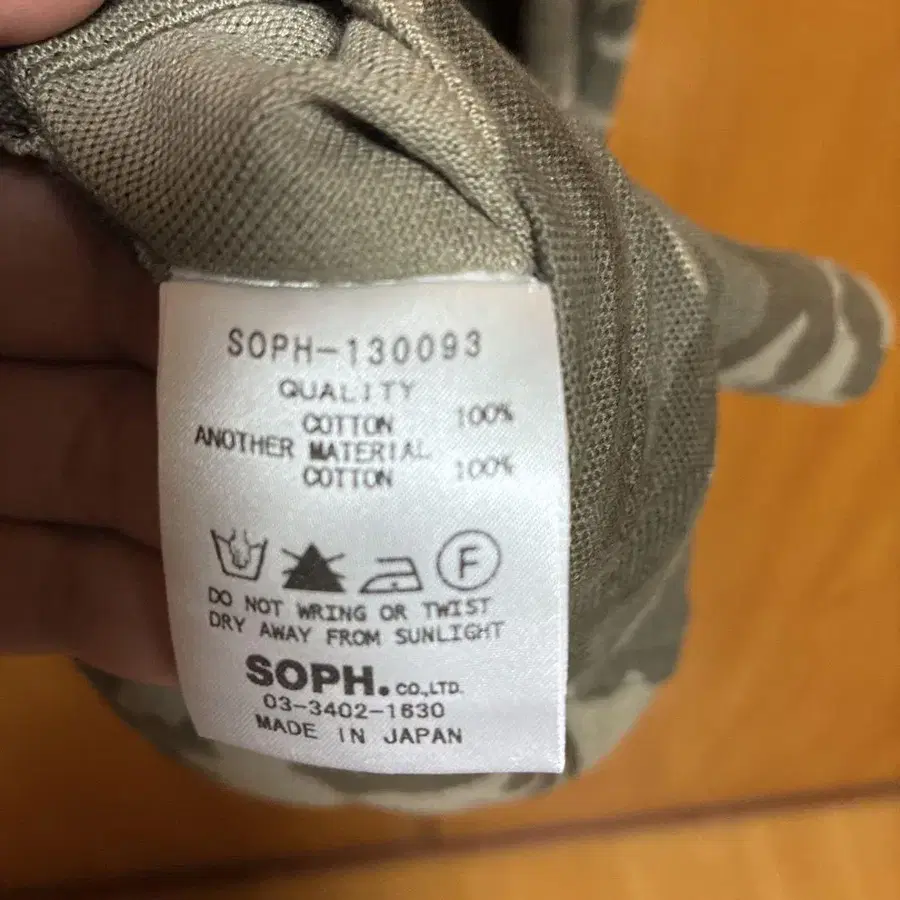 SOPH-130093
QUALITY
COTTON 100%
ANOTHER MATERIAL
COTTON 100%
F
DO NOT WRING OR TWIST
DRY AWAY FROM SUNLIGHT
SOPH. CO.,LTD.
03-3402-1630
MADE IN JAPAN